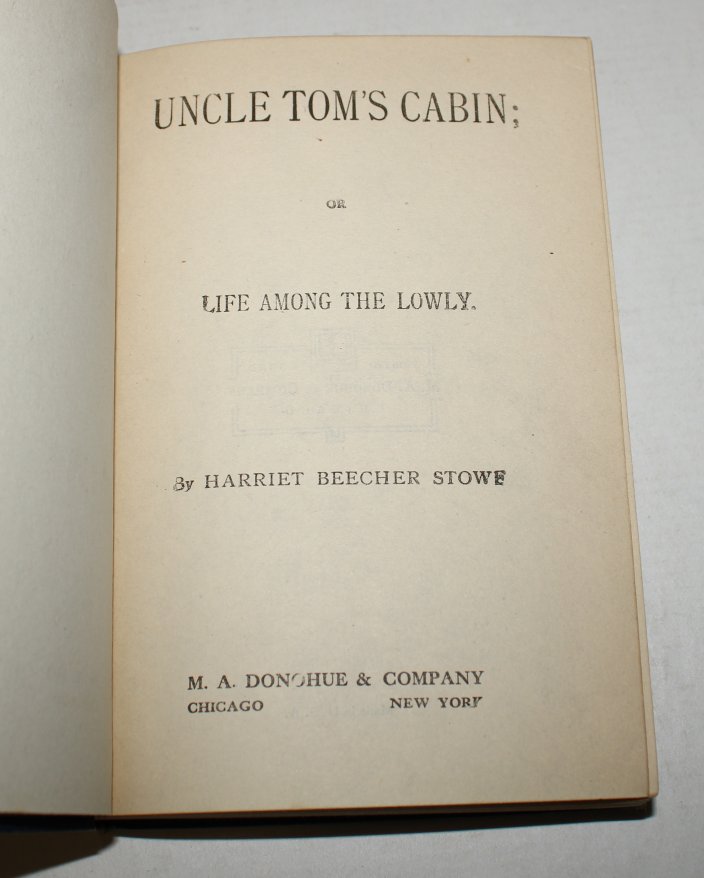 UNCLE TOM'S CABIN;
OR
LIFE AMONG THE LOWLY.
By HARRIET BEECHER STOWE
M. A. DONOHUE & COMPANY
CHICAGO NEW YORK